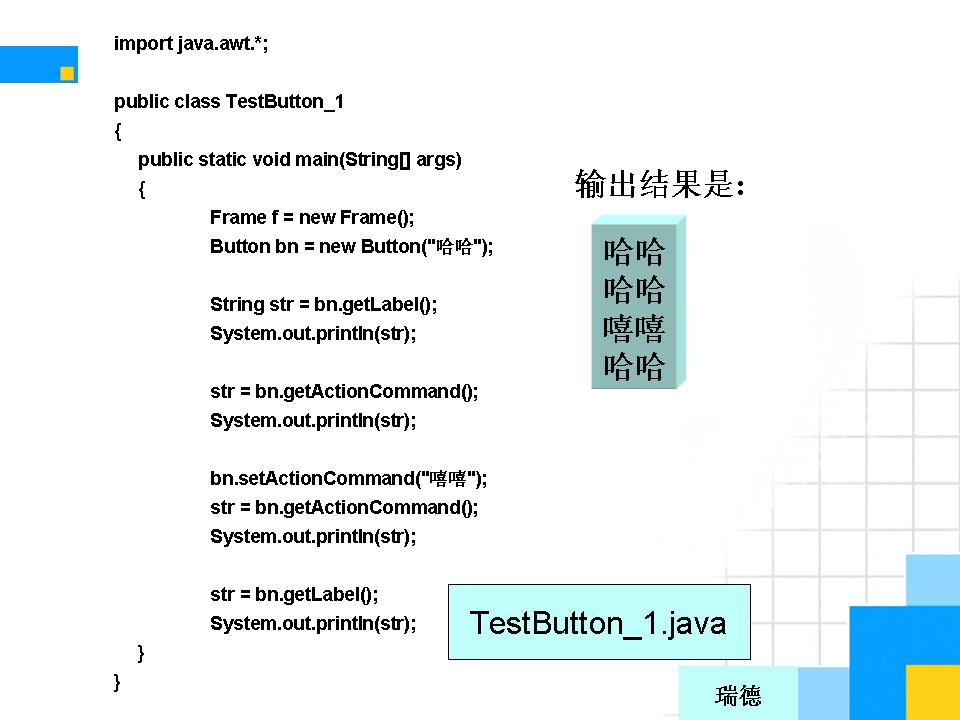 import java.awt.*;
public class TestButton_1
{
public static void main(String[] args)
{
Frame f = new Frame();
Button bn = new Button("哈哈");
String str = bn.getLabel();
System.out.println(str);
str = bn.getActionCommand();
System.out.println(str);
bn.setActionCommand("嘻嘻");
str = bn.getActionCommand();
System.out.println(str);
str = bn.getLabel();
System.out.println(str);
}
}
输出结果是：
哈哈
哈哈
嘻嘻
哈哈
TestButton_1.java
瑞德